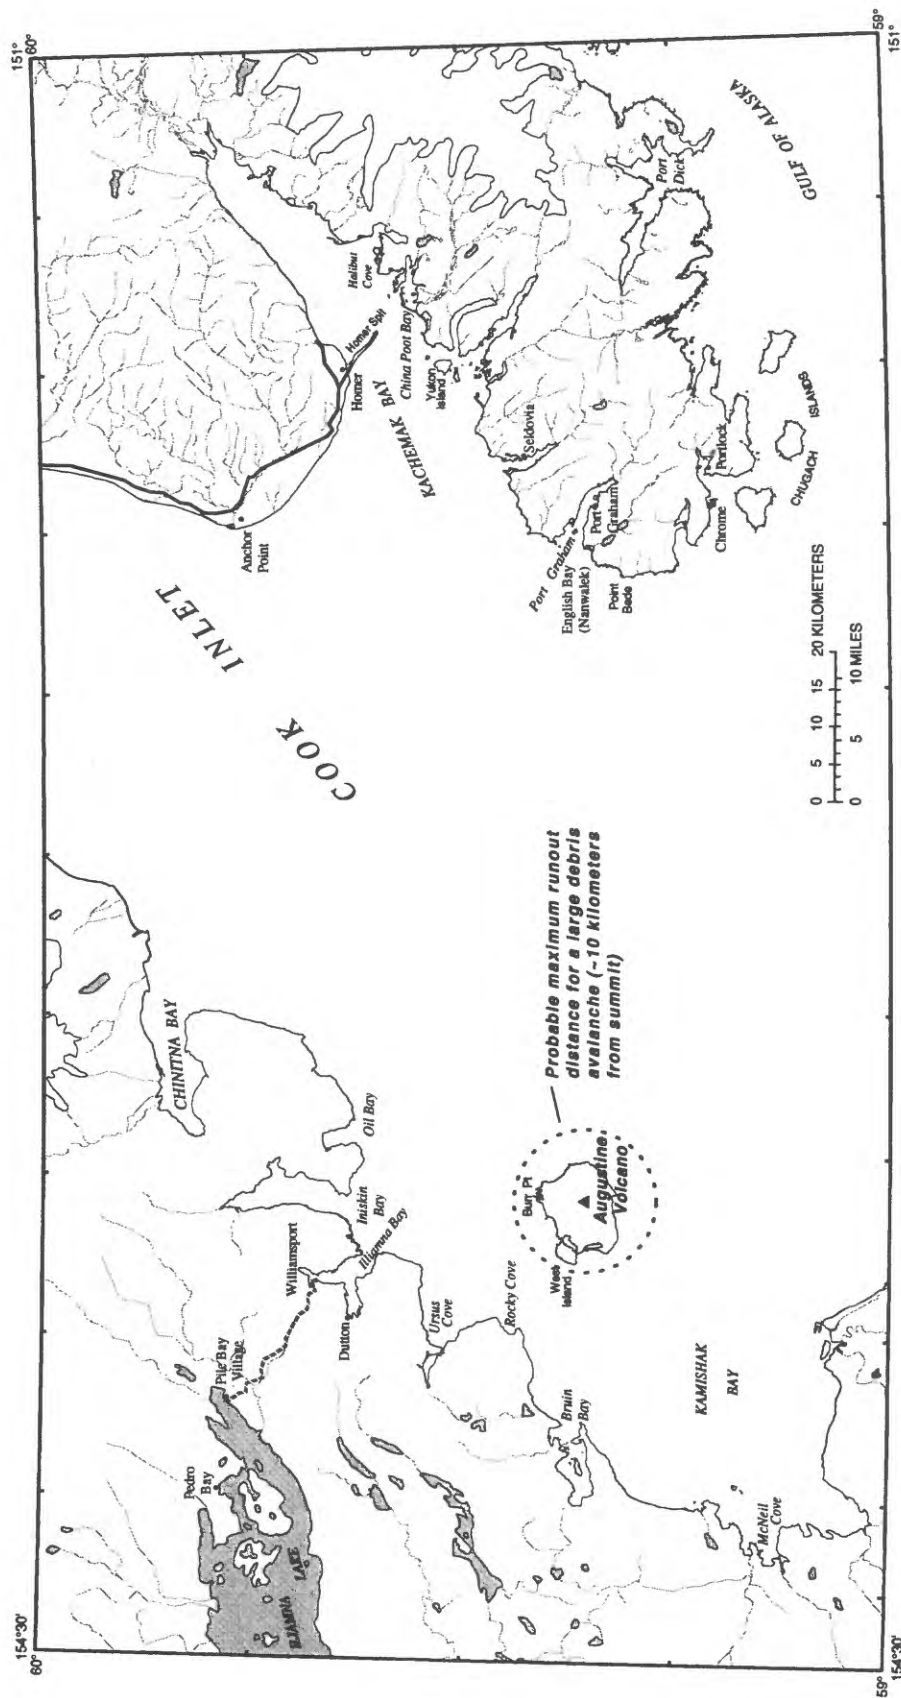 154°30'
60°
151°
60°
Pedro
Bay
Pile Bay
Village
ILIAMNA
LAKE
Williamsport
Dutton
Iniskin
Bay
Iliamna Bay
Oil Bay
CHINITNA BAY
COOK
INLET
Anchor
Point
Homer
Homer Spit
KACHEMAK BAY
Halibut
Cove
China Poot Bay
Yukon
Island
Seldovia
Port Graham
English Bay
(Nanwalek)
Port
Graham
Point
Bede
Chrome
Portlock
Port
Dick
CHUGACH ISLANDS
GULF OF ALASKA
Ursus
Cove
Rocky Cove
Bruin
Bay
Burr Pt
West
Island
Augustine
Volcano
Probable maximum runout
distance for a large debris
avalanche (~10 kilometers
from summit)
KAMISHAK
BAY
McNeil
Cove
0 5 10 15 20 KILOMETERS
0 5 10 MILES
59°
154°30'
59°
151°